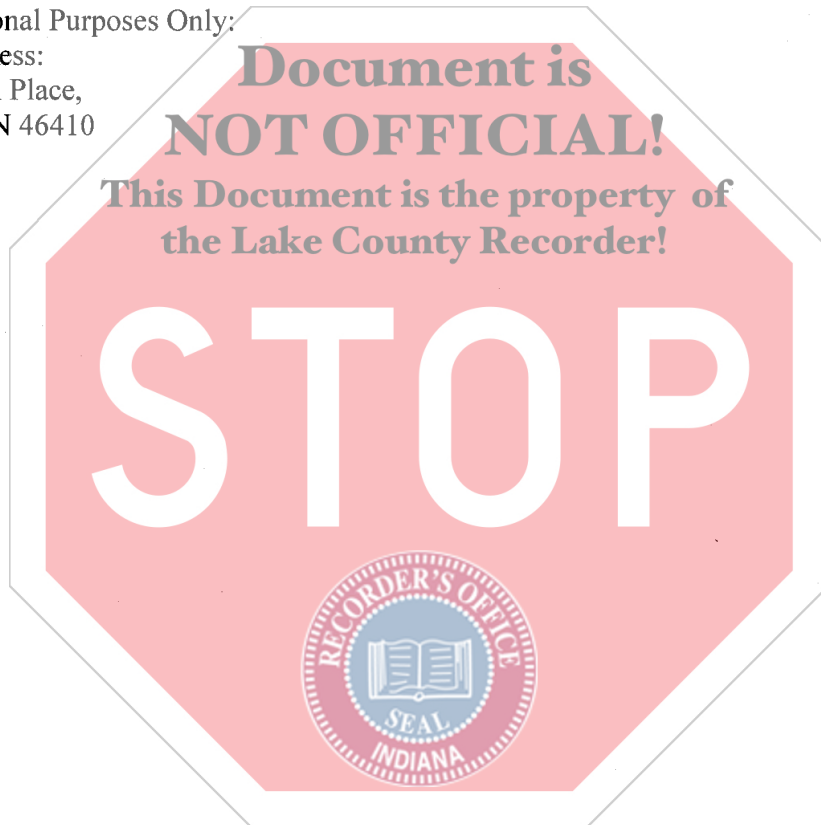 onal Purposes Only:
ess:
Place,
N 46410
Document is
NOT OFFICIAL!
This Document is the property of
the Lake County Recorder!
STOP
RECORDER'S OFFICE
SEAL
INDIANA